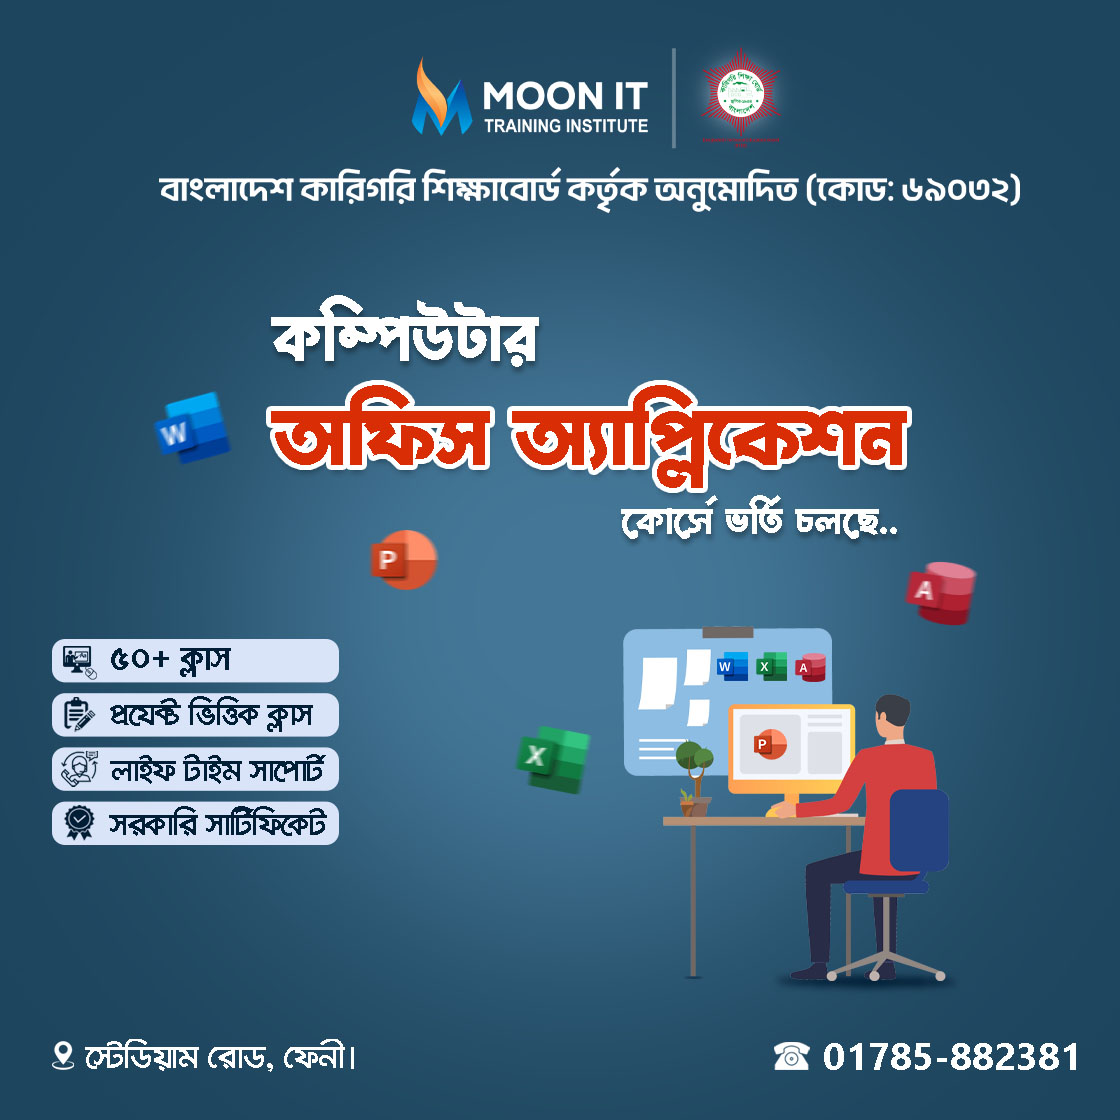 MOON IT
TRAINING INSTITUTE
বাংলাদেশ কারিগরি শিক্ষাবোর্ড কর্তৃক অনুমোদিত (কোড: ৬৯০৩২)
কম্পিউটার
অফিস অ্যাপ্লিকেশন
কোর্সে ভর্তি চলছে..
W
P
A
W
X
A
P
X
৫০+ ক্লাস
প্রযেক্ট ভিত্তিক ক্লাস
লাইফ টাইম সাপোর্ট
সরকারি সার্টিফিকেট
স্টেডিয়াম রোড, ফেনী।
01785-882381